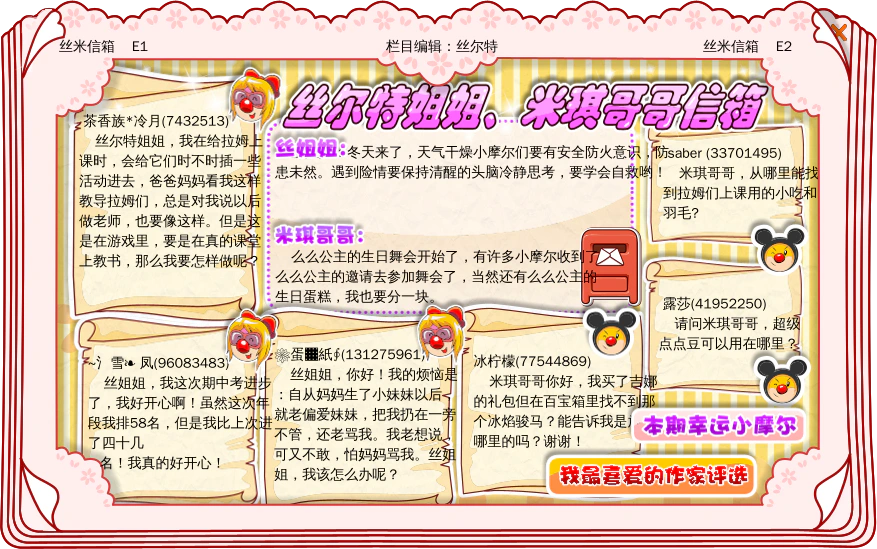 丝米信箱 E1
栏目编辑：丝尔特
丝米信箱 E2
丝尔特姐姐、米琪哥哥信箱
茶香族*冷月(7432513)
丝尔特姐姐，我在给拉姆上
课时，会给它们时不时插一些
活动进去，爸爸妈妈看我这样
教导拉姆们，总是对我说以后
做老师，也要像这样。但是这
是在游戏里，要是在真的课堂
上教书，那么我要怎样做呢？
丝姐姐：
冬天来了，天气干燥小摩尔们要有安全防火意识，防
患未然。遇到险情要保持清醒的头脑冷静思考，要学会自救哟！
米琪哥哥：
么么公主的生日舞会开始了，有许多小摩尔收到了
么么公主的邀请去参加舞会了，当然还有么么公主的
生日蛋糕，我也要分一块。
saber (33701495)
米琪哥哥，从哪里能找
到拉姆们上课用的小吃和
羽毛？
露莎(41952250)
请问米琪哥哥，超级
点点豆可以用在哪里？
~氵雪❧ 凤(96083483)
丝姐姐，我这次期中考进步
了，我好开心啊！虽然这次年
段我排58名，但是我比上次进
了四十几
名！我真的好开心！
蛋 紙(131275961)
丝姐姐，你好！我的烦恼是
：自从妈妈生了小妹妹以后，
就老偏爱妹妹，把我扔在一旁
不管，还老骂我。我老想说，
可又不敢，怕妈妈骂我。丝姐
姐，我该怎么办呢？
冰柠檬(77544869)
米琪哥哥你好，我买了吉娜
的礼包但在百宝箱里找不到那
个冰焰骏马？能告诉我是
哪里的吗？谢谢！
本期幸运小摩尔
我最喜爱的作家评选